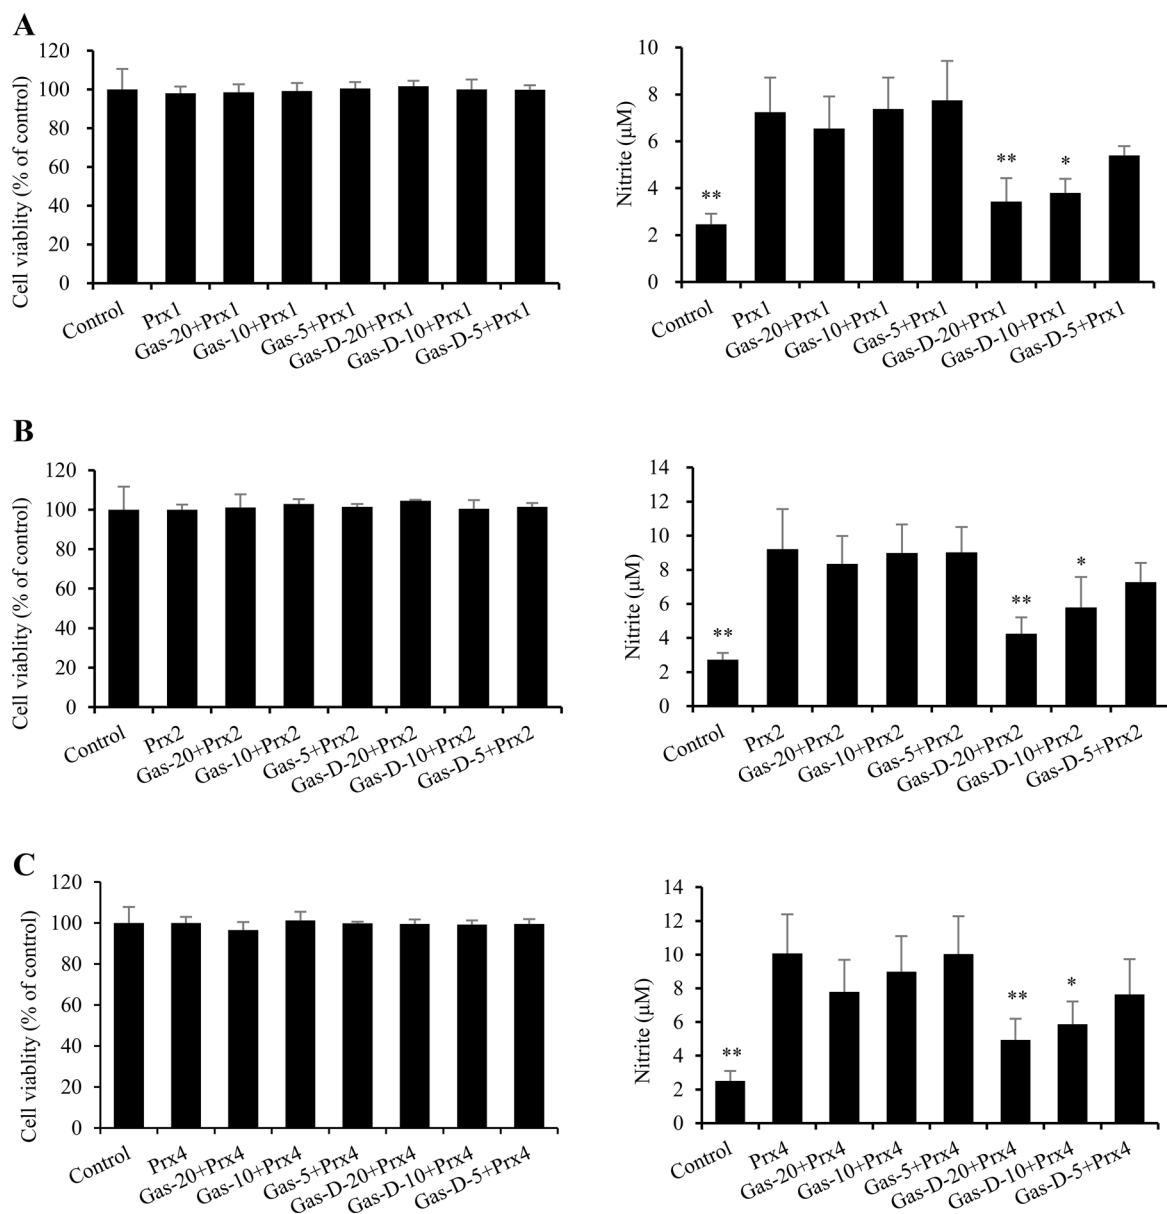 A
Cell viablity (% of control)
120
100
80
60
40
20
0
Control
Prx1
Gas-20+Prx1
Gas-10+Prx1
Gas-5+Prx1
Gas-D-20+Prx1
Gas-D-10+Prx1
Gas-D-5+Prx1
Nitrite (μM)
10
8
6
4
2
0
**
**
*
Control
Prx1
Gas-20+Prx1
Gas-10+Prx1
Gas-5+Prx1
Gas-D-20+Prx1
Gas-D-10+Prx1
Gas-D-5+Prx1
B
Cell viablity (% of control)
120
100
80
60
40
20
0
Control
Prx2
Gas-20+Prx2
Gas-10+Prx2
Gas-5+Prx2
Gas-D-20+Prx2
Gas-D-10+Prx2
Gas-D-5+Prx2
Nitrite (μM)
14
12
10
8
6
4
2
0
**
**
*
Control
Prx2
Gas-20+Prx2
Gas-10+Prx2
Gas-5+Prx2
Gas-D-20+Prx2
Gas-D-10+Prx2
Gas-D-5+Prx2
C
Cell viablity (% of control)
120
100
80
60
40
20
0
Control
Prx4
Gas-20+Prx4
Gas-10+Prx4
Gas-5+Prx4
Gas-D-20+Prx4
Gas-D-10+Prx4
Gas-D-5+Prx4
Nitrite (μM)
14
12
10
8
6
4
2
0
**
**
*
Control
Prx4
Gas-20+Prx4
Gas-10+Prx4
Gas-5+Prx4
Gas-D-20+Prx4
Gas-D-10+Prx4
Gas-D-5+Prx4